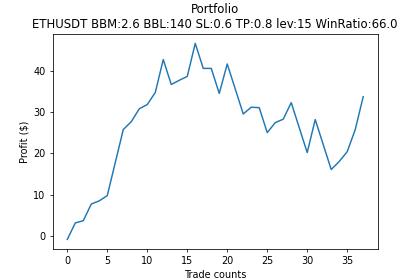 Portfolio
ETHUSDT BBM:2.6 BBL:140 SL:0.6 TP:0.8 lev:15 WinRatio:66.0
40
30
20
10
0
Profit ($)
0 5 10 15 20 25 30 35
Trade counts